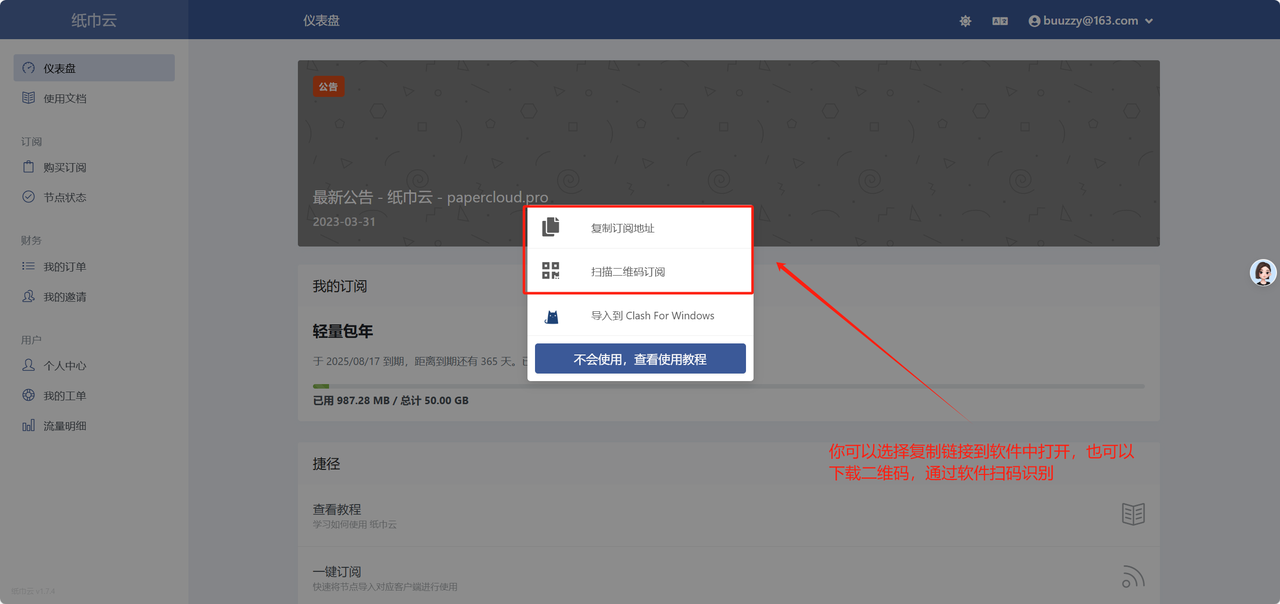 纸巾云
仪表盘
buuzzy@163.com
仪表盘
使用文档
订阅
购买订阅
节点状态
财务
我的订单
我的邀请
用户
个人中心
我的工单
流量明细
公告
最新公告 - 纸巾云 - papercloud.pro
2023-03-31
复制订阅地址
扫描二维码订阅
导入到 Clash For Windows
不会使用，查看使用教程
我的订阅
轻量包年
于 2025/08/17 到期，距离到期还有 365 天。
已用 987.28 MB / 总计 50.00 GB
你可以选择复制链接到软件中打开，也可以
下载二维码，通过软件扫码识别
捷径
查看教程
学习如何使用 纸巾云
一键订阅
快速将节点导入对应客户端进行使用
纸巾云 v1.7.4